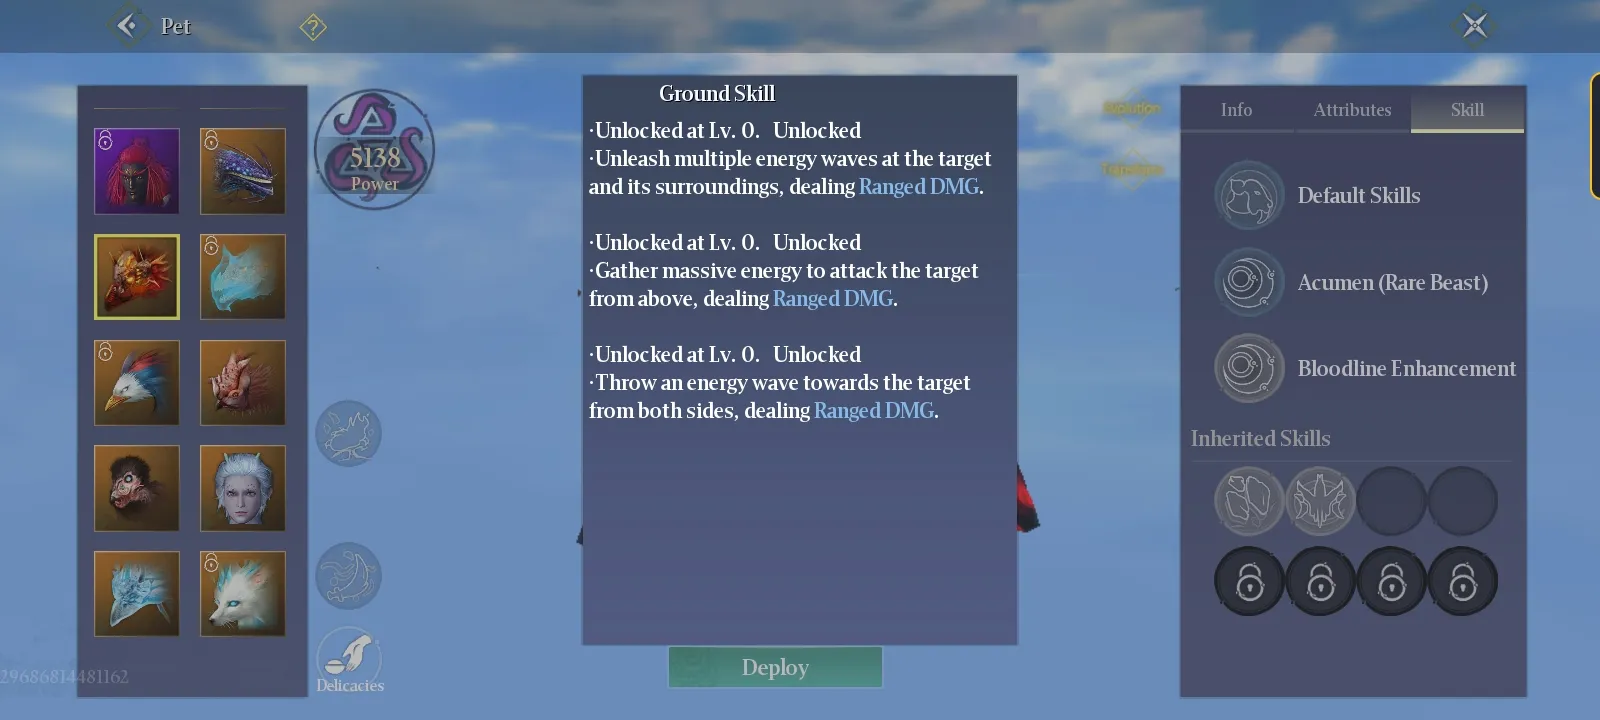 Pet
?
5138
Power
Delicacies
29686814481162
Ground Skill
·Unlocked at Lv. 0. Unlocked
·Unleash multiple energy waves at the target
and its surroundings, dealing Ranged DMG.
·Unlocked at Lv. 0. Unlocked
·Gather massive energy to attack the target
from above, dealing Ranged DMG.
·Unlocked at Lv. 0. Unlocked
·Throw an energy wave towards the target
from both sides, dealing Ranged DMG.
Deploy
Info
Attributes
Skill
Default Skills
Acumen (Rare Beast)
Bloodline Enhancement
Inherited Skills